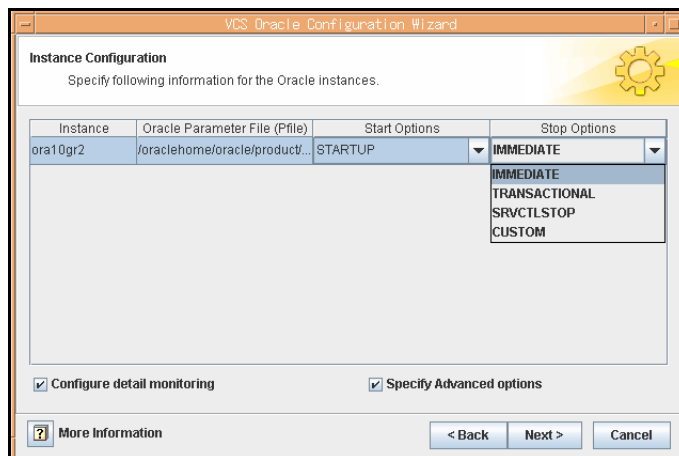 VCS Oracle Configuration Wizard
Instance Configuration
Specify following information for the Oracle instances.
Instance Oracle Parameter File (Pfile) Start Options Stop Options
ora10gr2 /oraclehome/oracle/product/... STARTUP IMMEDIATE
IMMEDIATE
TRANSACTIONAL
SRVCTLSTOP
CUSTOM
Configure detail monitoring Specify Advanced options
More Information < Back Next > Cancel